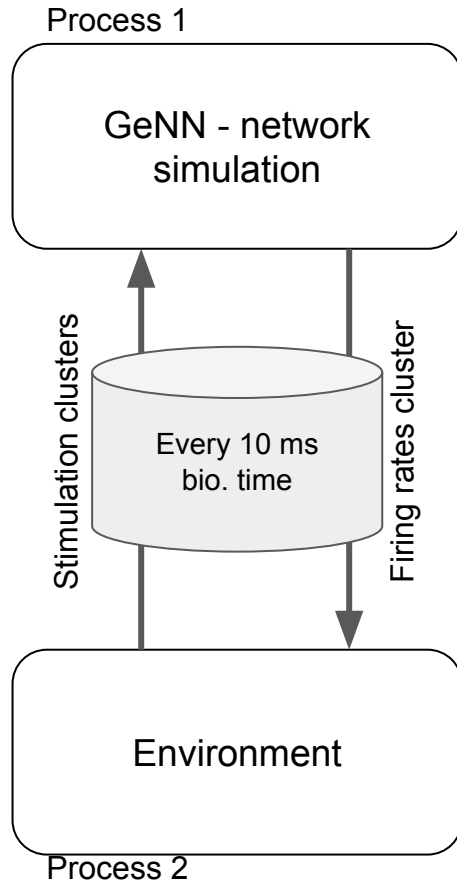 Process 1
GeNN - network
simulation
Stimulation clusters
Every 10 ms
bio. time
Firing rates cluster
Environment
Process 2